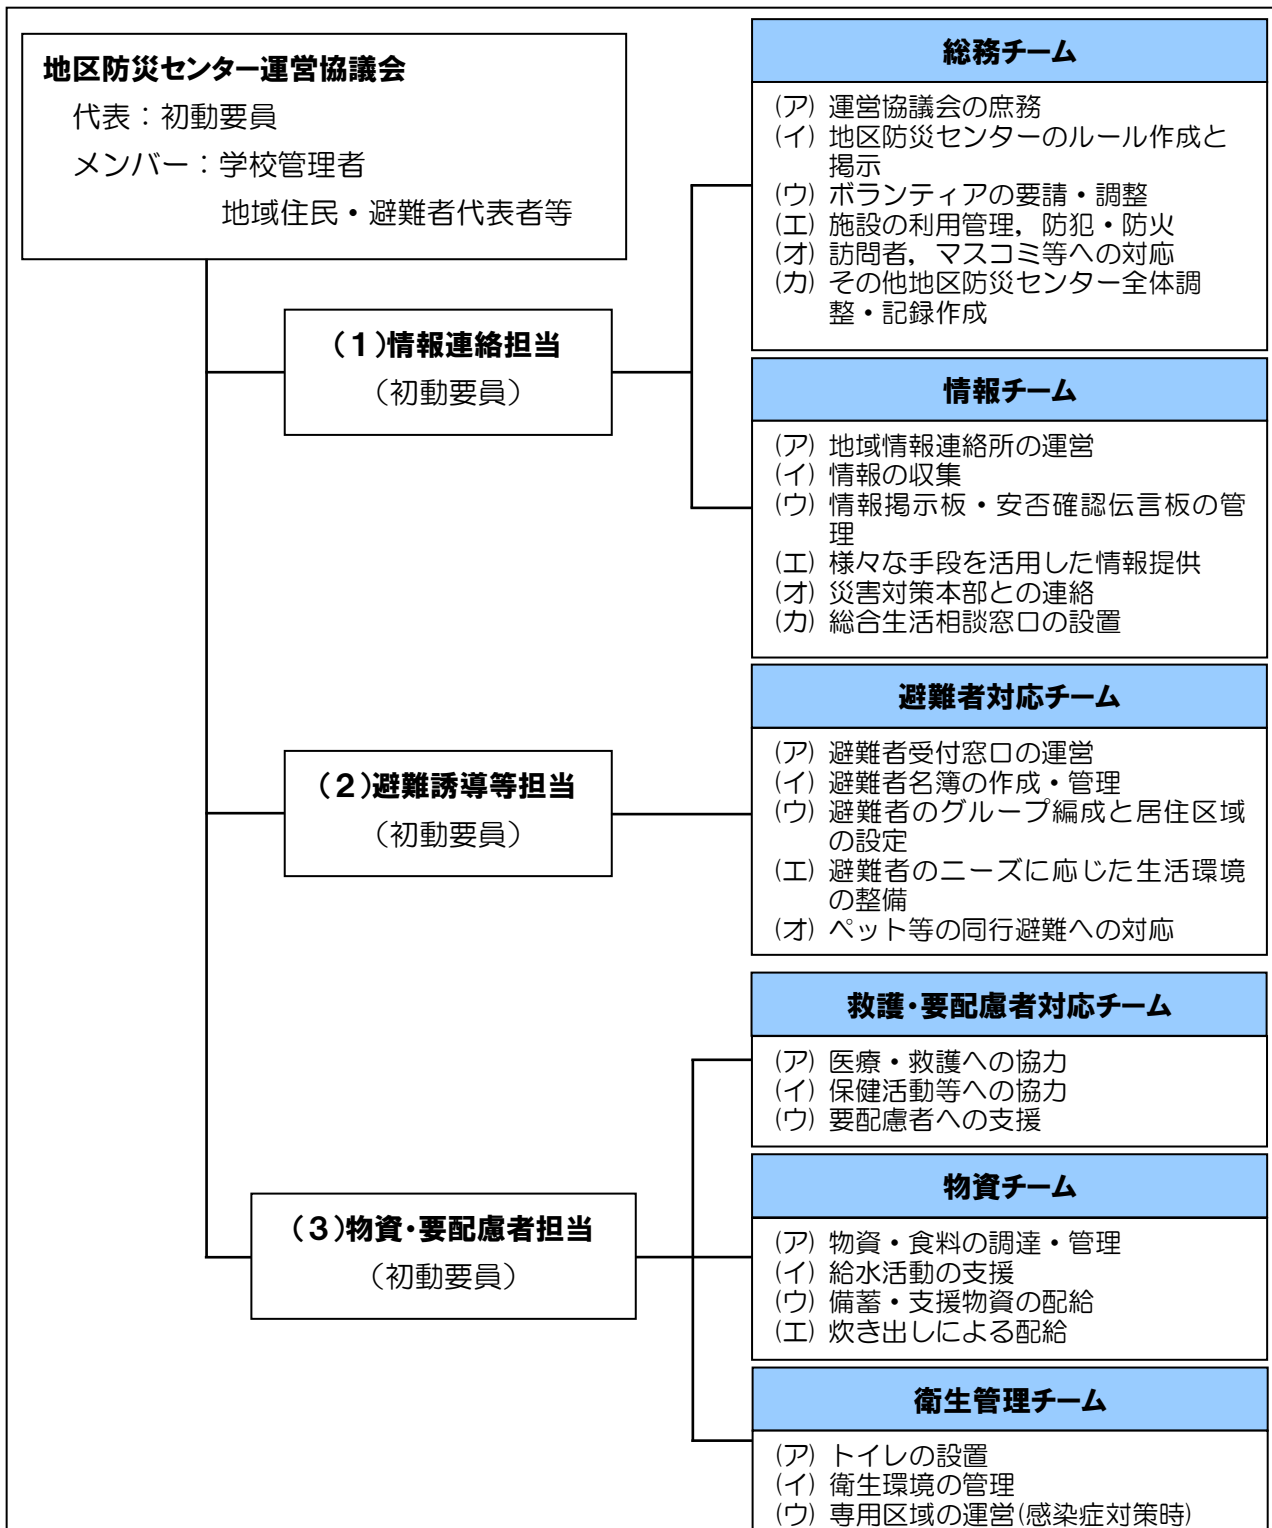 地区防災センター運営協議会
代表：初動要員
メンバー：学校管理者
地域住民・避難者代表者等
総務チーム
(ア) 運営協議会の庶務
(イ) 地区防災センターのルール作成と
掲示
(ウ) ボランティアの要請・調整
(エ) 施設の利用管理，防犯・防火
(オ) 訪問者，マスコミ等への対応
(カ) その他地区防災センター全体調
整・記録作成
（１）情報連絡担当
（初動要員）
情報チーム
(ア) 地域情報連絡所の運営
(イ) 情報の収集
(ウ) 情報掲示板・安否確認伝言板の管
理
(エ) 様々な手段を活用した情報提供
(オ) 災害対策本部との連絡
(カ) 総合生活相談窓口の設置
（２）避難誘導等担当
（初動要員）
避難者対応チーム
(ア) 避難者受付窓口の運営
(イ) 避難者名簿の作成・管理
(ウ) 避難者のグループ編成と居住区域
の設定
(エ) 避難者のニーズに応じた生活環境
の整備
(オ) ペット等の同行避難への対応
（３）物資・要配慮者担当
（初動要員）
救護・要配慮者対応チーム
(ア) 医療・救護への協力
(イ) 保健活動等への協力
(ウ) 要配慮者への支援
物資チーム
(ア) 物資・食料の調達・管理
(イ) 給水活動の支援
(ウ) 備蓄・支援物資の配給
(エ) 炊き出しによる配給
衛生管理チーム
(ア) トイレの設置
(イ) 衛生環境の管理
(ウ) 専用区域の運営(感染症対策時)